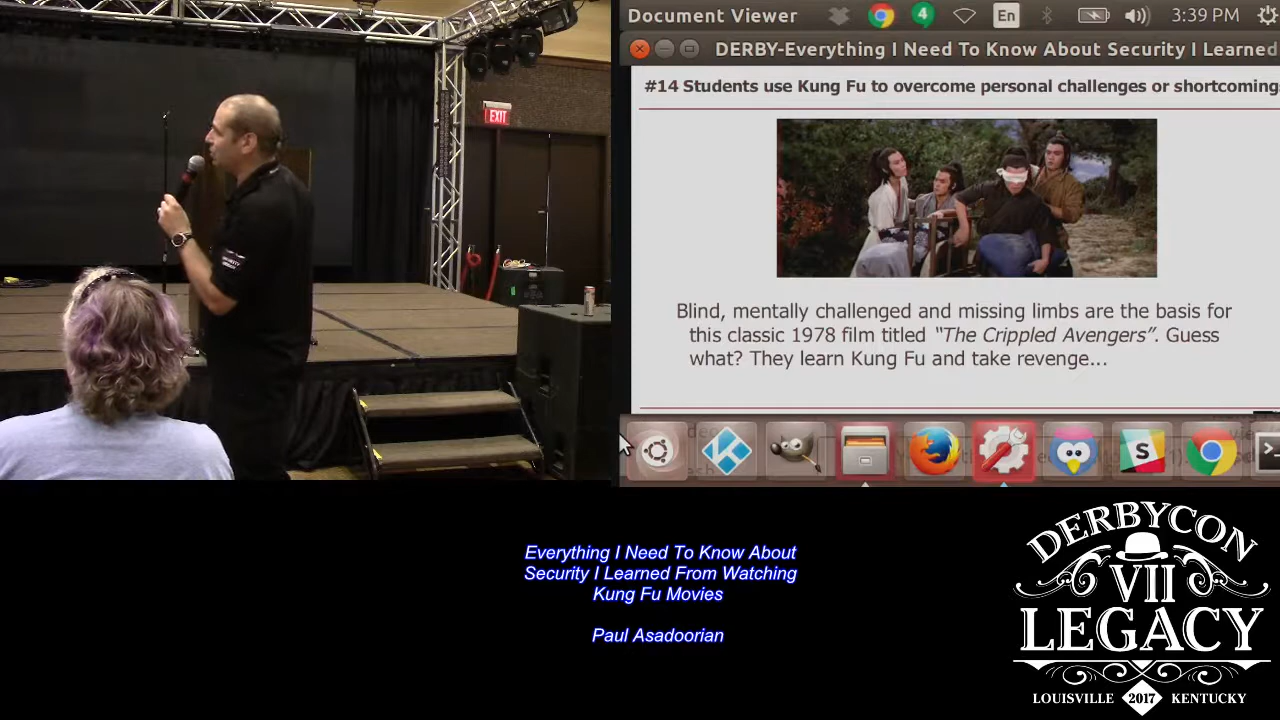 EXIT
Document Viewer
4
En
3:39 PM
DERBY-Everything I Need To Know About Security I Learned
#14 Students use Kung Fu to overcome personal challenges or shortcoming
Blind, mentally challenged and missing limbs are the basis for
this classic 1978 film titled “The Crippled Avengers”. Guess
what? They learn Kung Fu and take revenge...
S
>_
Everything I Need To Know About
Security I Learned From Watching
Kung Fu Movies
Paul Asadoorian
DERBYCON
VII
LEGACY
LOUISVILLE 2017 KENTUCKY